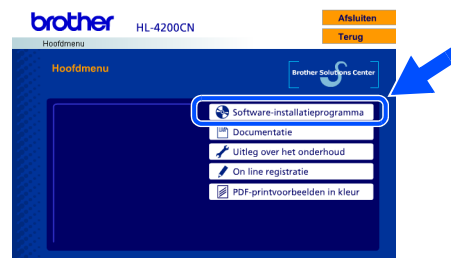 brother
HL-4200CN
Afsluiten
Terug
Hoofdmenu
Hoofdmenu
Brother Solutions Center
Software-installatieprogramma
Documentatie
Uitleg over het onderhoud
On line registratie
PDF-printvoorbeelden in kleur